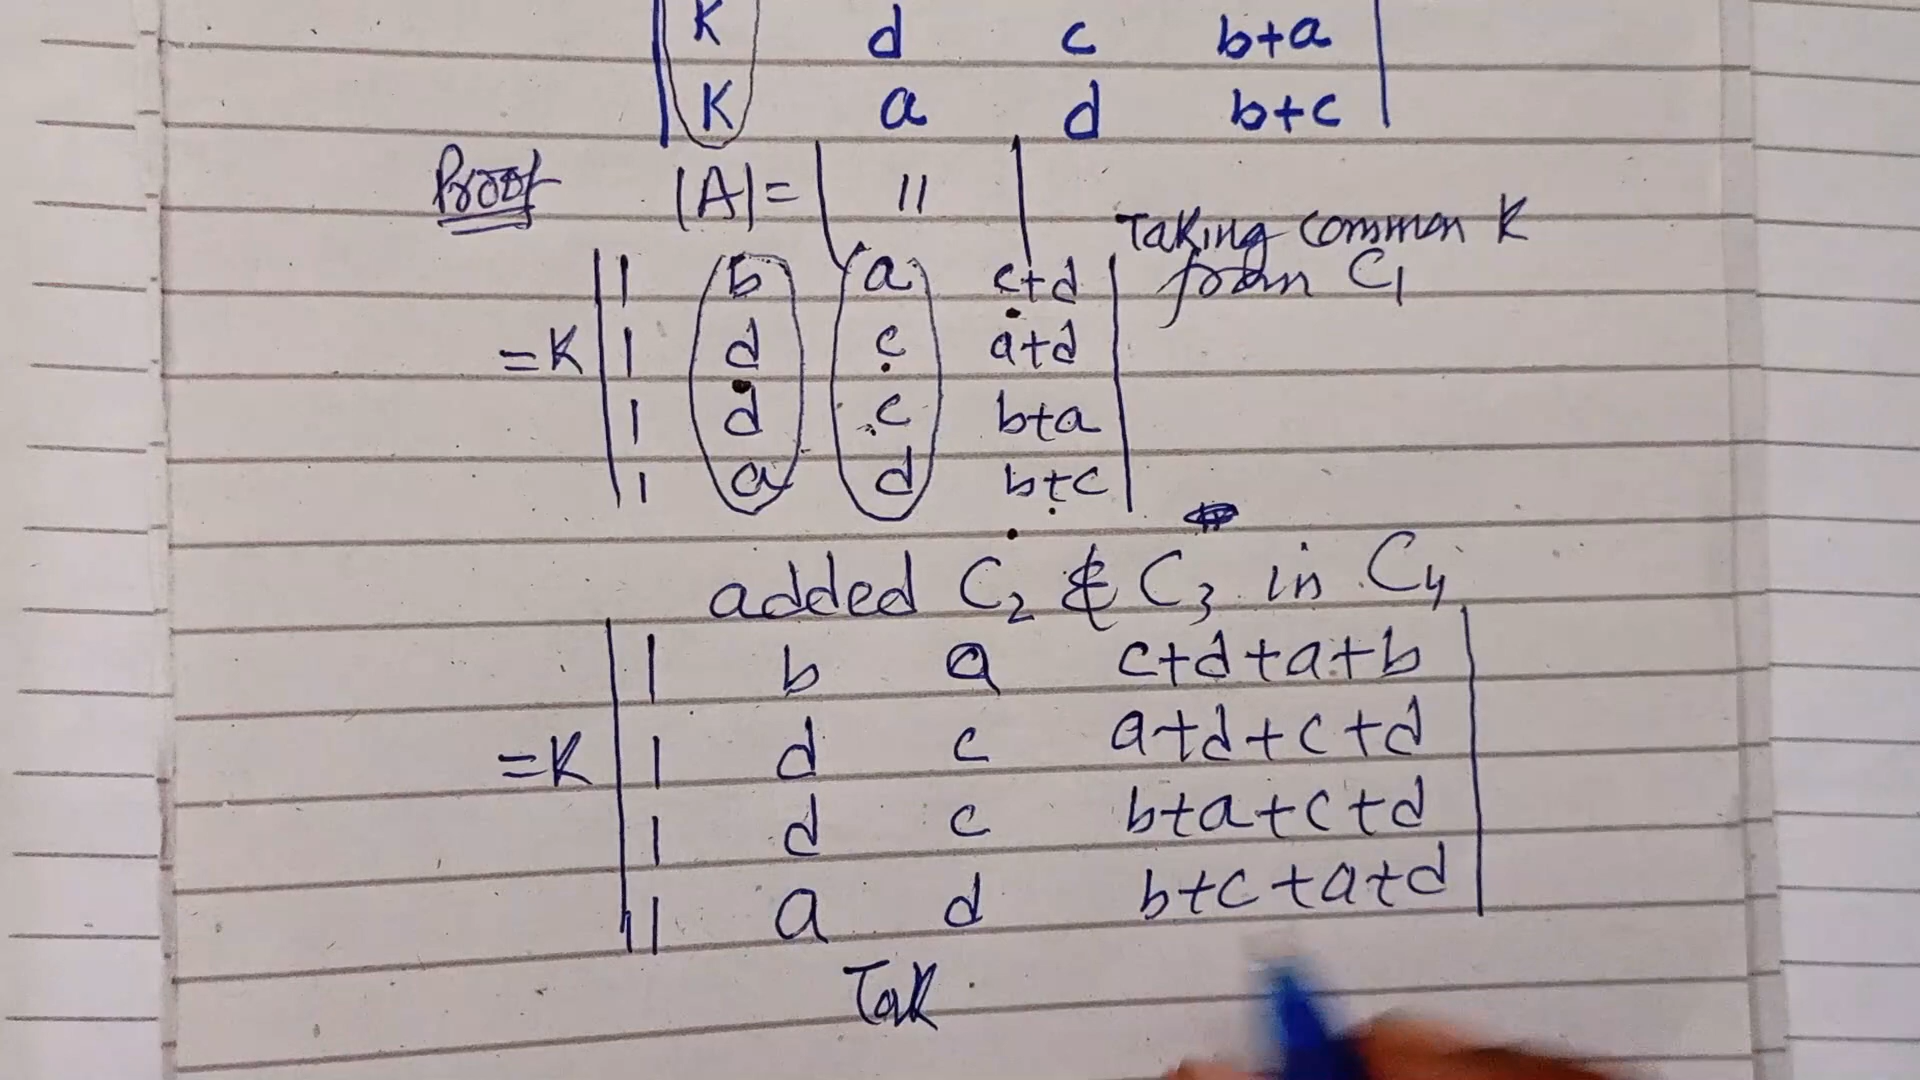 K d c b+a
K a d b+c
Proof |A|= | 11 | Taking common K
from C1
1 b a c+d
=K 1 d c a+d
1 d c b+a
1 a d b+c
added C2 & C3 in C4
1 b a c+d+a+b
=K 1 d c a+d+c+d
1 d c b+a+c+d
1 a d b+c+a+d
Tak